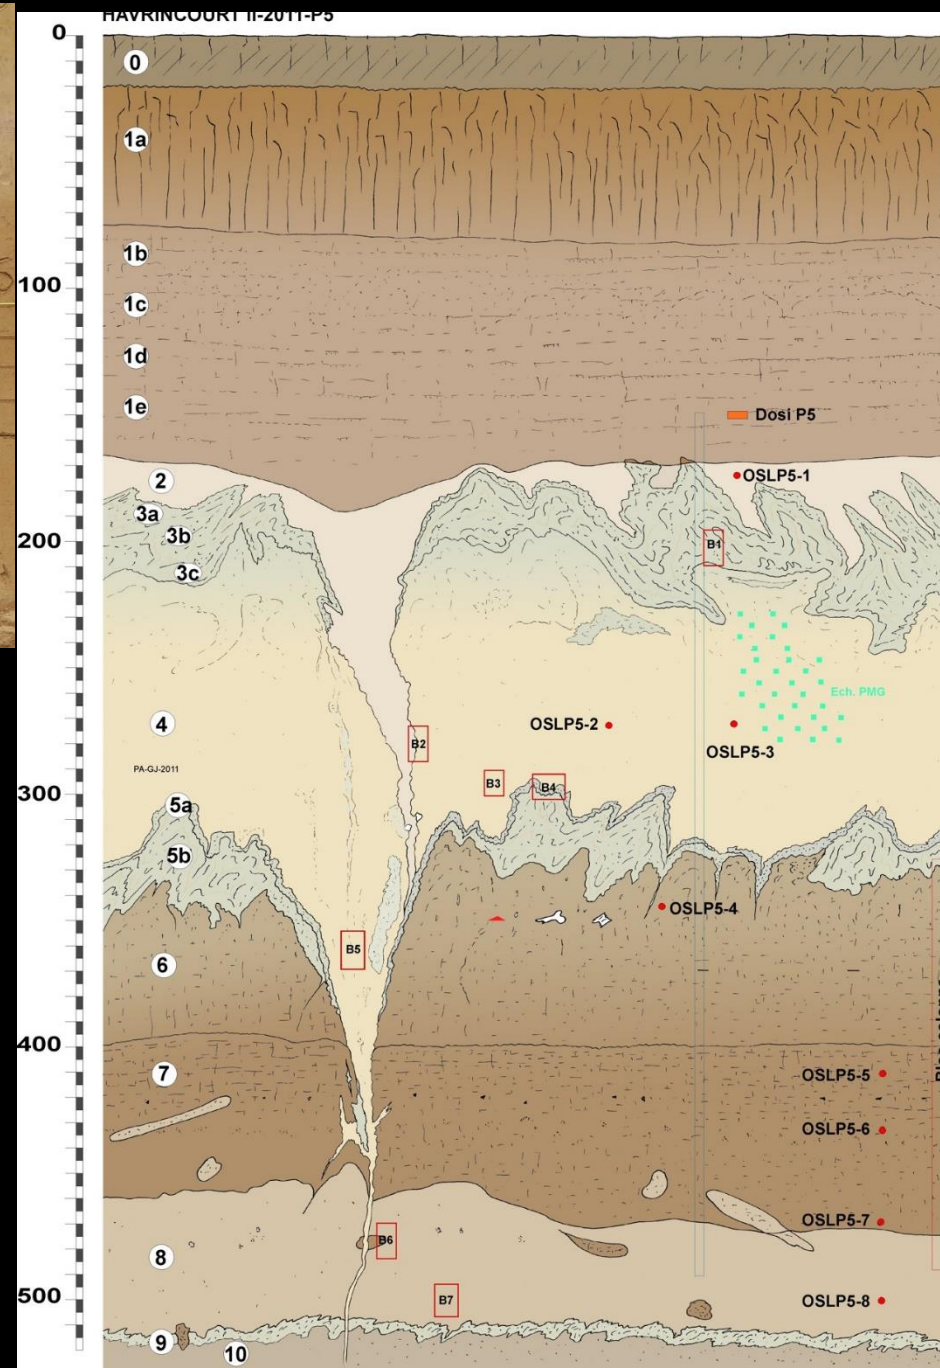 HAVRINCOURT II-2011-P5
0
0
1a
1b
100
1c
1d
1e
Dosi P5
2
OSLP5-1
3a
3b
200
B1
3c
Ech. PMG
4
OSLP5-2
B2
OSLP5-3
PA-GJ-2011
B3
B4
300
5a
5b
OSLP5-4
B5
6
400
7
OSLP5-5
OSLP5-6
OSLP5-7
B6
8
500
B7
OSLP5-8
9
10